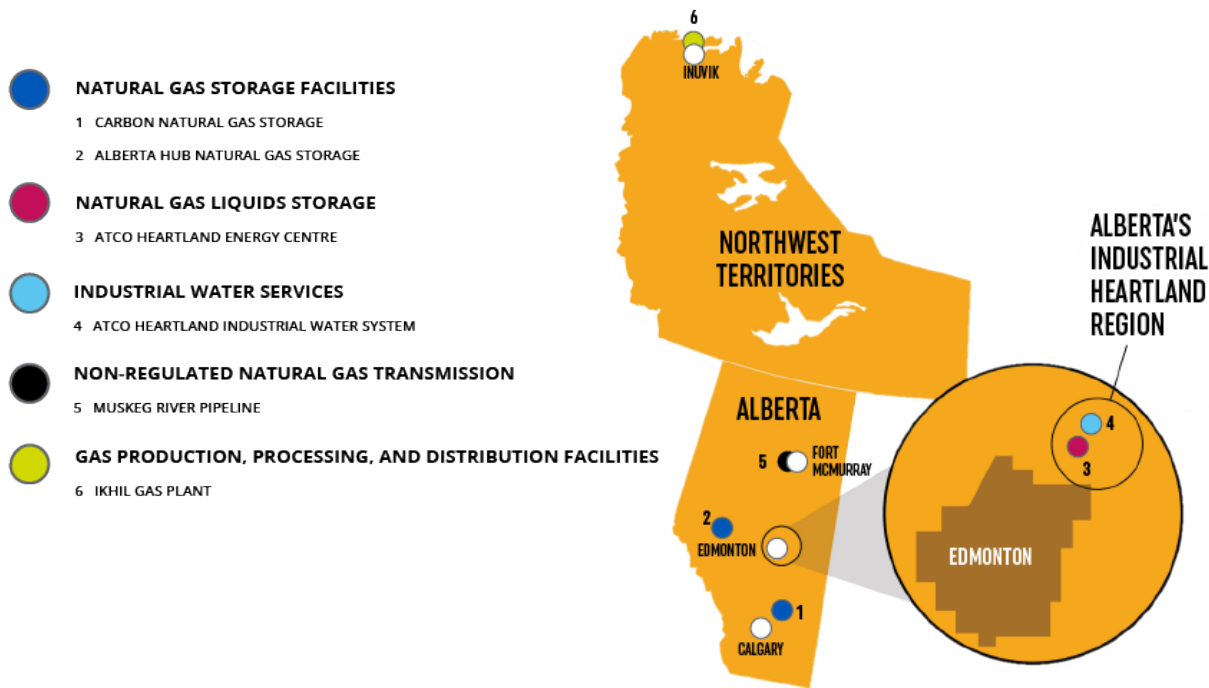 NATURAL GAS STORAGE FACILITIES
1 CARBON NATURAL GAS STORAGE
2 ALBERTA HUB NATURAL GAS STORAGE
NATURAL GAS LIQUIDS STORAGE
3 ATCO HEARTLAND ENERGY CENTRE
INDUSTRIAL WATER SERVICES
4 ATCO HEARTLAND INDUSTRIAL WATER SYSTEM
NON-REGULATED NATURAL GAS TRANSMISSION
5 MUSKEG RIVER PIPELINE
GAS PRODUCTION, PROCESSING, AND DISTRIBUTION FACILITIES
6 IKHIL GAS PLANT
6
INUVIK
NORTHWEST
TERRITORIES
ALBERTA
5
FORT
MCMURRAY
2
EDMONTON
1
CALGARY
ALBERTA'S
INDUSTRIAL
HEARTLAND
REGION
4
3
EDMONTON